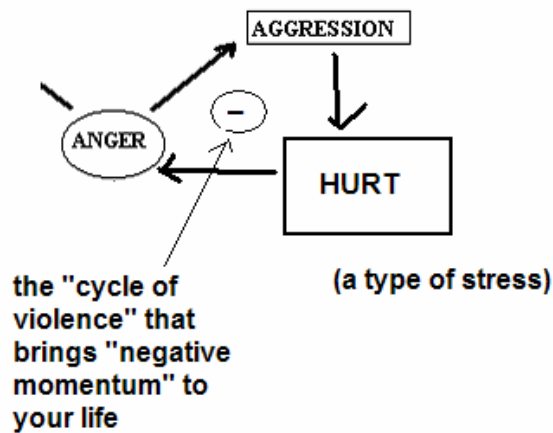 AGGRESSION
−
ANGER
HURT
(a type of stress)
the "cycle of
violence" that
brings "negative
momentum" to
your life